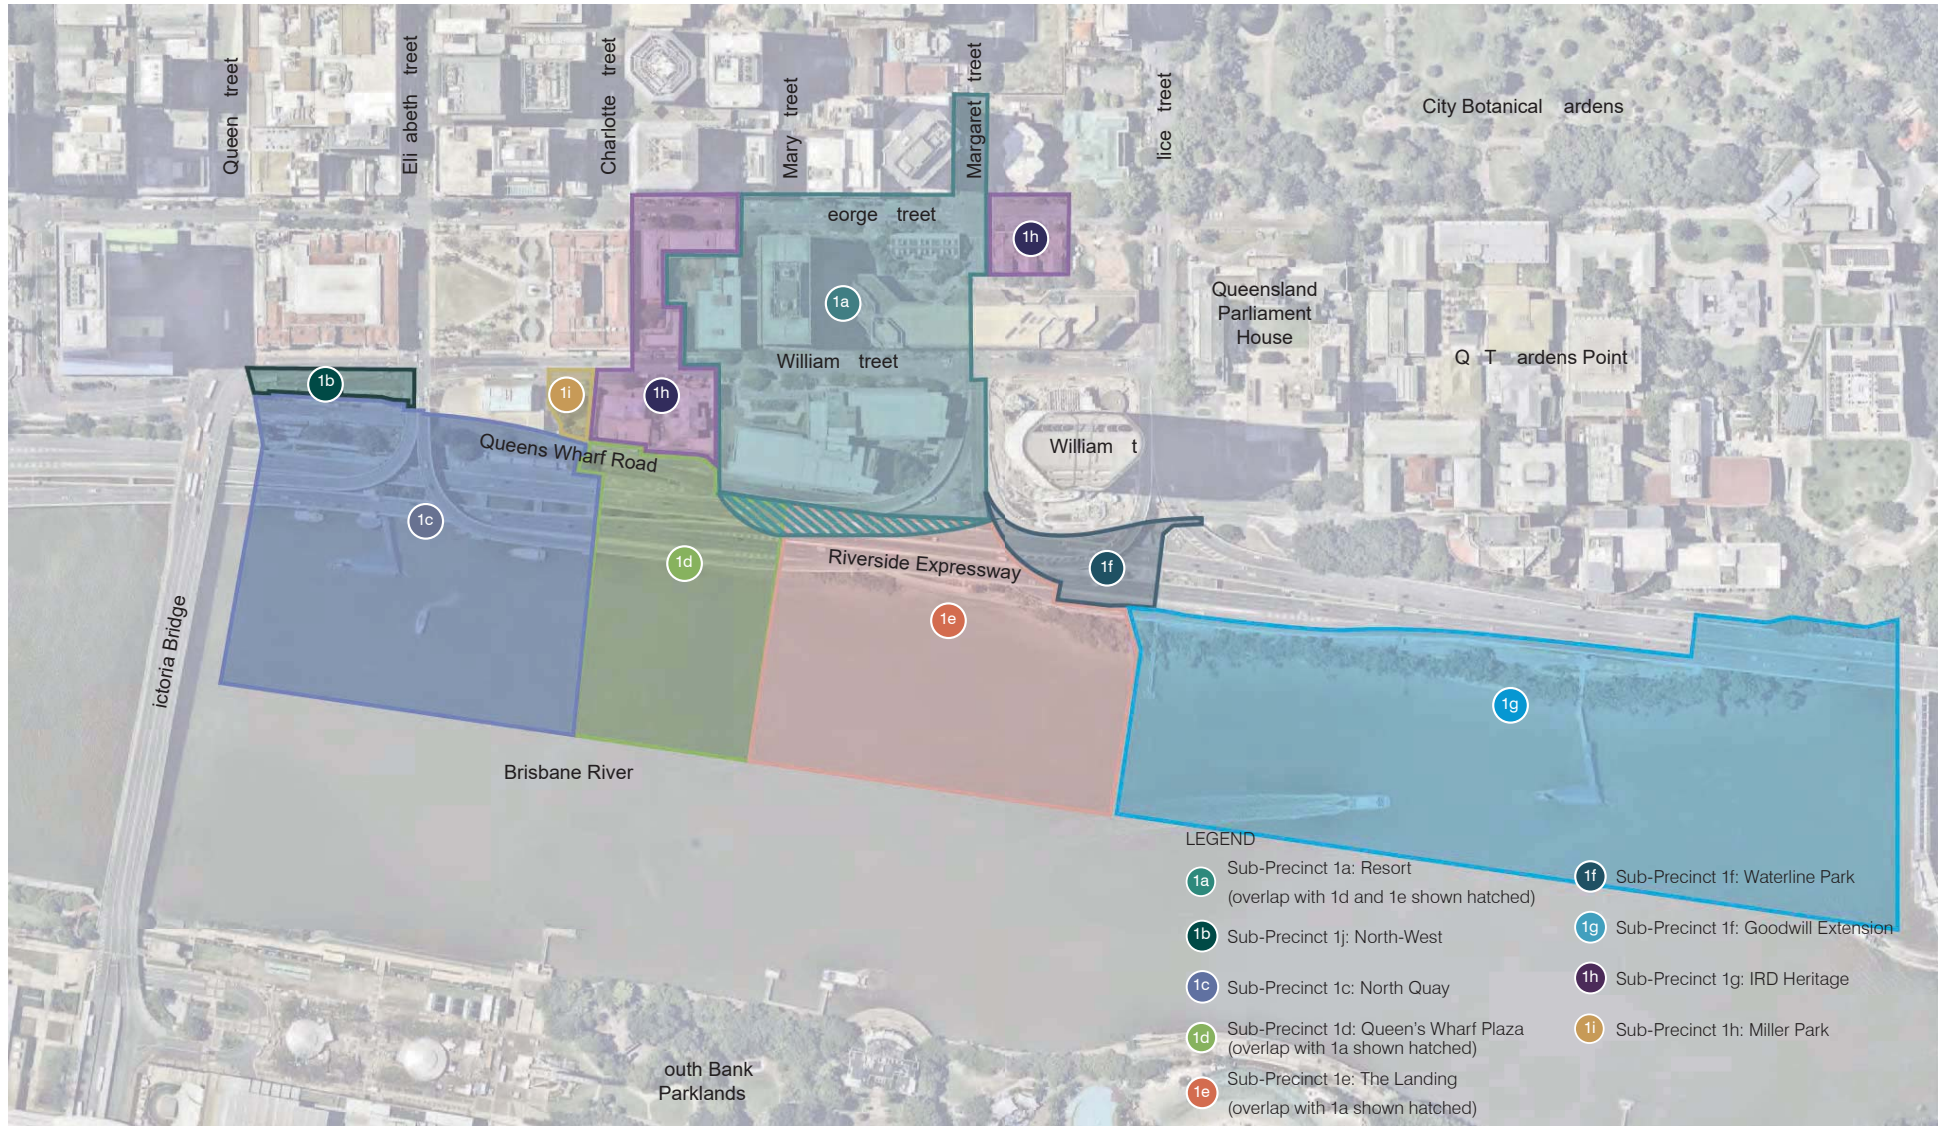 Queen treet
Eli abeth treet
Charlotte treet
Mary treet
Margaret treet
lice treet
City Botanical ardens
eorge treet
1h
1a
Queensland
Parliament
House
William treet
Q T ardens Point
1b
1i
1h
William t
Queens Wharf Road
1c
1d
Riverside Expressway
1f
1e
ictoria Bridge
1g
Brisbane River
outh Bank
Parklands
LEGEND
1a Sub-Precinct 1a: Resort
(overlap with 1d and 1e shown hatched)
1b Sub-Precinct 1j: North-West
1c Sub-Precinct 1c: North Quay
1d Sub-Precinct 1d: Queen's Wharf Plaza
(overlap with 1a shown hatched)
1e Sub-Precinct 1e: The Landing
(overlap with 1a shown hatched)
1f Sub-Precinct 1f: Waterline Park
1g Sub-Precinct 1f: Goodwill Extension
1h Sub-Precinct 1g: IRD Heritage
1i Sub-Precinct 1h: Miller Park